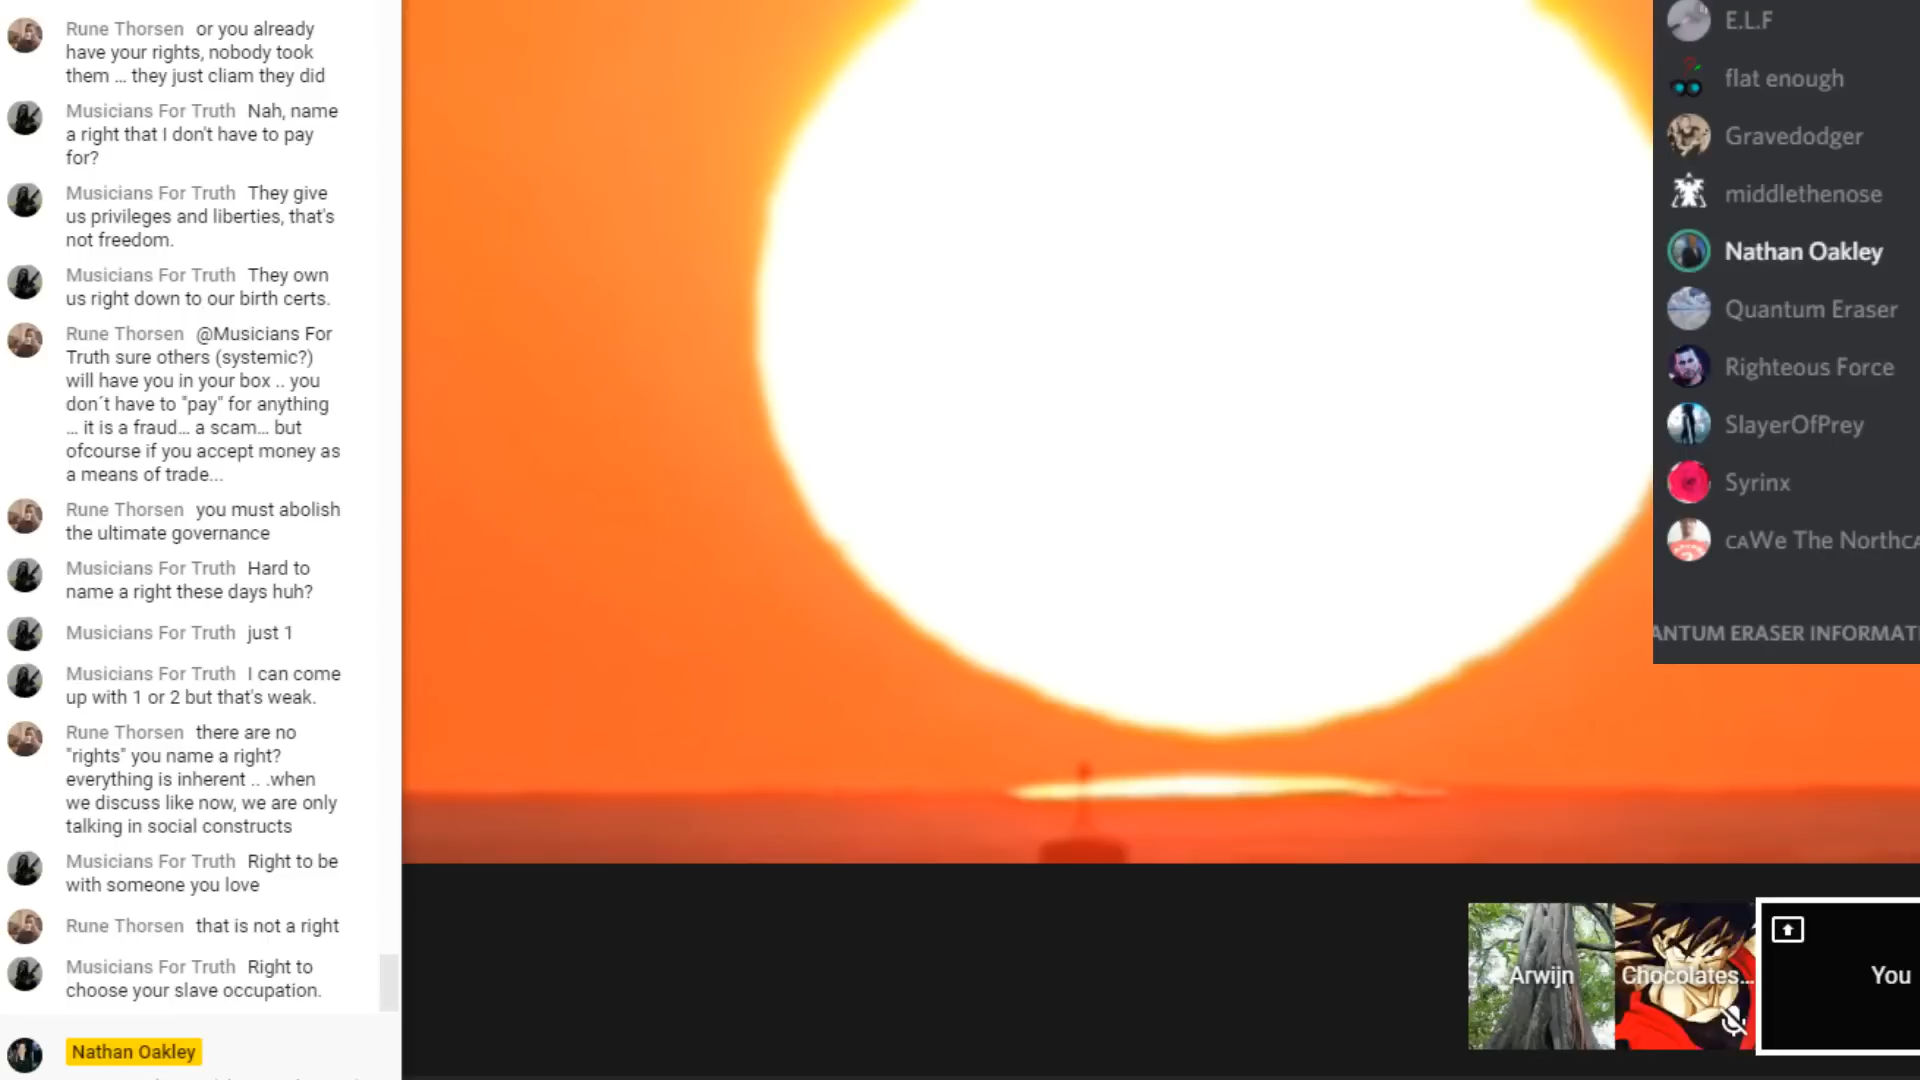 Rune Thorsen or you already
have your rights, nobody took
them ... they just cliam they did
Musicians For Truth Nah, name
a right that I don't have to pay
for?
Musicians For Truth They give
us privileges and liberties, that's
not freedom.
Musicians For Truth They own
us right down to our birth certs.
Rune Thorsen @Musicians For
Truth sure others (systemic?)
will have you in your box .. you
don´t have to "pay" for anything
... it is a fraud... a scam... but
ofcourse if you accept money as
a means of trade...
Rune Thorsen you must abolish
the ultimate governance
Musicians For Truth Hard to
name a right these days huh?
Musicians For Truth just 1
Musicians For Truth I can come
up with 1 or 2 but that's weak.
Rune Thorsen there are no
"rights" you name a right?
everything is inherent .. .when
we discuss like now, we are only
talking in social constructs
Musicians For Truth Right to be
with someone you love
Rune Thorsen that is not a right
Musicians For Truth Right to
choose your slave occupation.
Nathan Oakley
E.L.F
flat enough
Gravedodger
middlethenose
Nathan Oakley
Quantum Eraser
Righteous Force
SlayerOfPrey
Syrinx
CAWe The NorthCA
ANTUM ERASER INFORMATI
Arwijn
Chocolates...
You